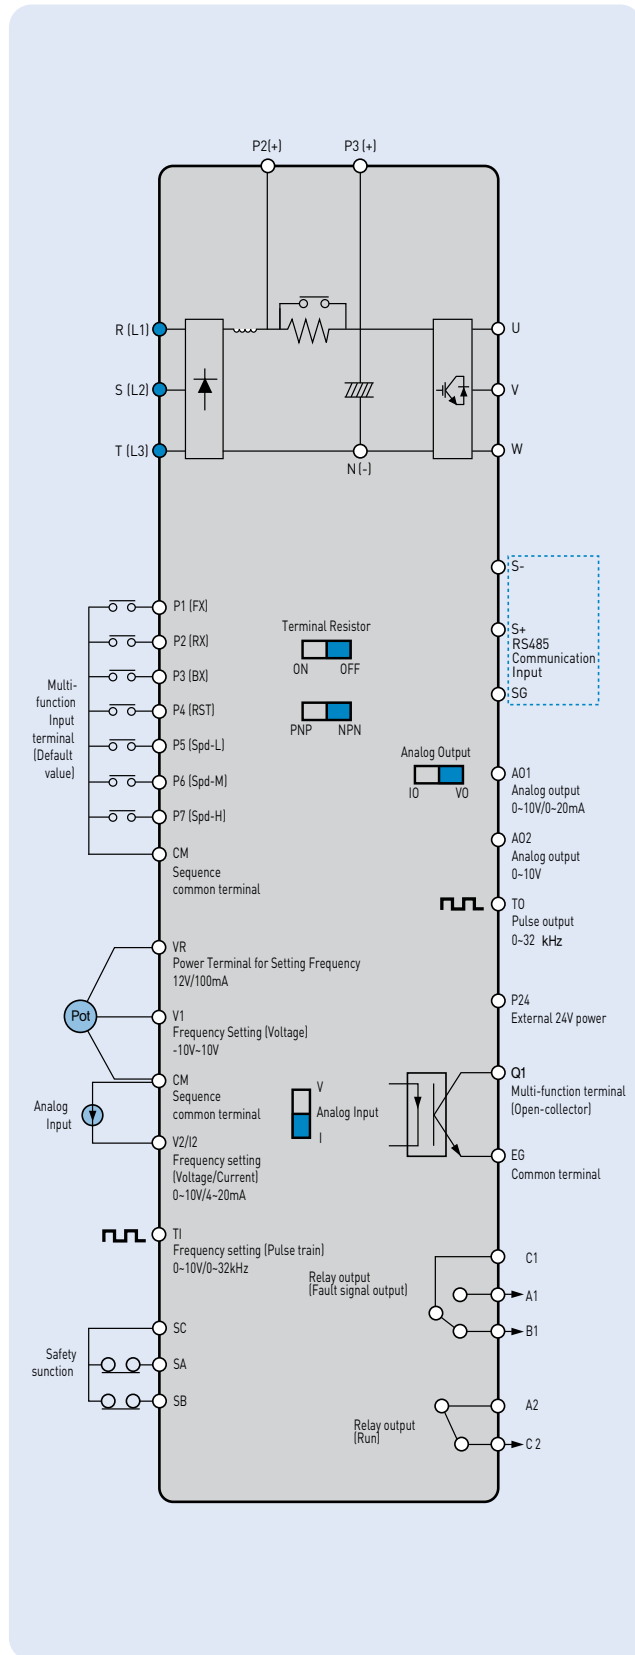 P2(+)
P3 (+)
R (L1)
S (L2)
T (L3)
U
V
W
N (-)
S-
S+
RS485
Communication
Input
SG
P1 (FX)
P2 (RX)
P3 (BX)
P4 (RST)
P5 (Spd-L)
P6 (Spd-M)
P7 (Spd-H)
CM
Sequence
common terminal
Multi-
function
Input
terminal
(Default
value)
Terminal Resistor
ON OFF
PNP NPN
Analog Output
IO VO
AO1
Analog output
0~10V/0~20mA
AO2
Analog output
0~10V
TO
Pulse output
0~32 kHz
VR
Power Terminal for Setting Frequency
12V/100mA
Pot
V1
Frequency Setting (Voltage)
-10V~10V
CM
Sequence
common terminal
Analog
Input
V2/I2
Frequency setting
(Voltage/Current)
0~10V/4~20mA
V
Analog Input
I
P24
External 24V power
Q1
Multi-function terminal
(Open-collector)
EG
Common terminal
TI
Frequency setting (Pulse train)
0~10V/0~32kHz
Relay output
(Fault signal output)
C1
A1
B1
Safety
sunction
SC
SA
SB
Relay output
(Run)
A2
C 2